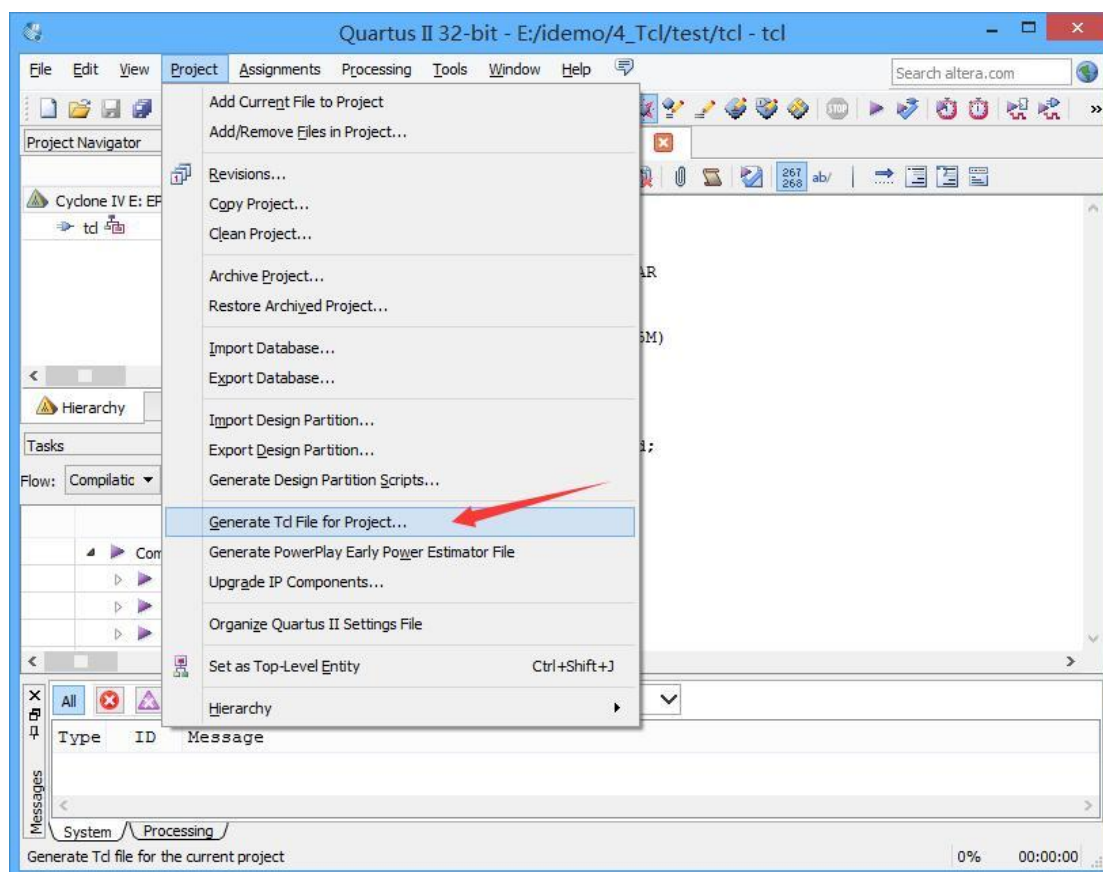 Quartus II 32-bit - E:/idemo/4_Tcl/test/tcl - tcl
File Edit View Project Assignments Processing Tools Window Help
Search altera.com
Project Navigator
Cyclone IV E: EP
tcl
Hierarchy
Tasks
Flow: Compilatic
Com
Add Current File to Project
Add/Remove Files in Project...
Revisions...
Copy Project...
Clean Project...
Archive Project...
Restore Archived Project...
Import Database...
Export Database...
Import Design Partition...
Export Design Partition...
Generate Design Partition Scripts...
Generate Tcl File for Project...
Generate PowerPlay Early Power Estimator File
Upgrade IP Components...
Organize Quartus II Settings File
Set as Top-Level Entity Ctrl+Shift+J
Hierarchy
STOP
267
268
ab/
AR
;
All
Type ID Message
Messages
System Processing
Generate Tcl file for the current project 0% 00:00:00